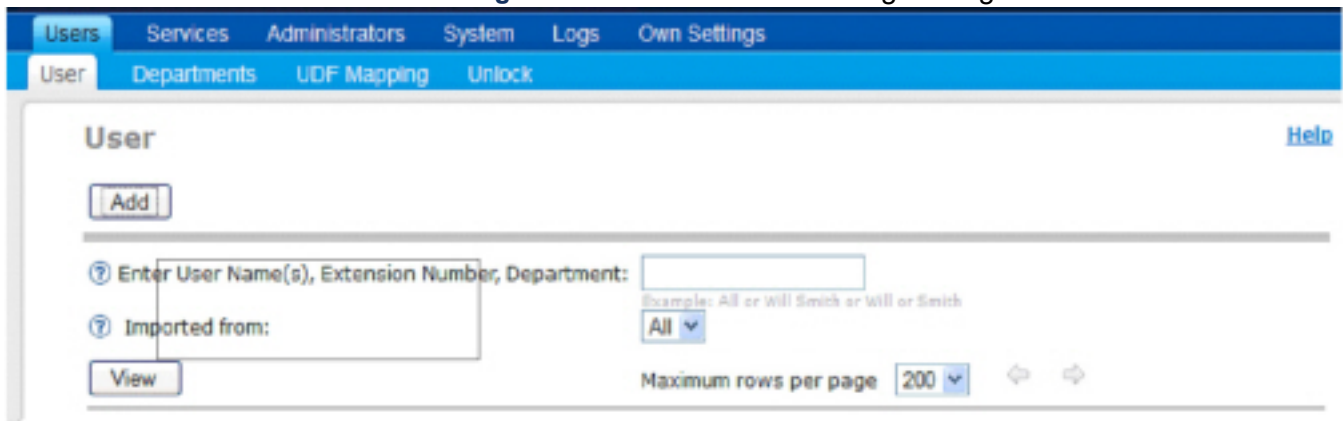 Users Services Administrators System Logs Own Settings
User Departments UDF Mapping Unlock
User Help
Add
Enter User Name(s), Extension Number, Department:
Example: All or Will Smith or Will or Smith
Imported from: All
View Maximum rows per page 200